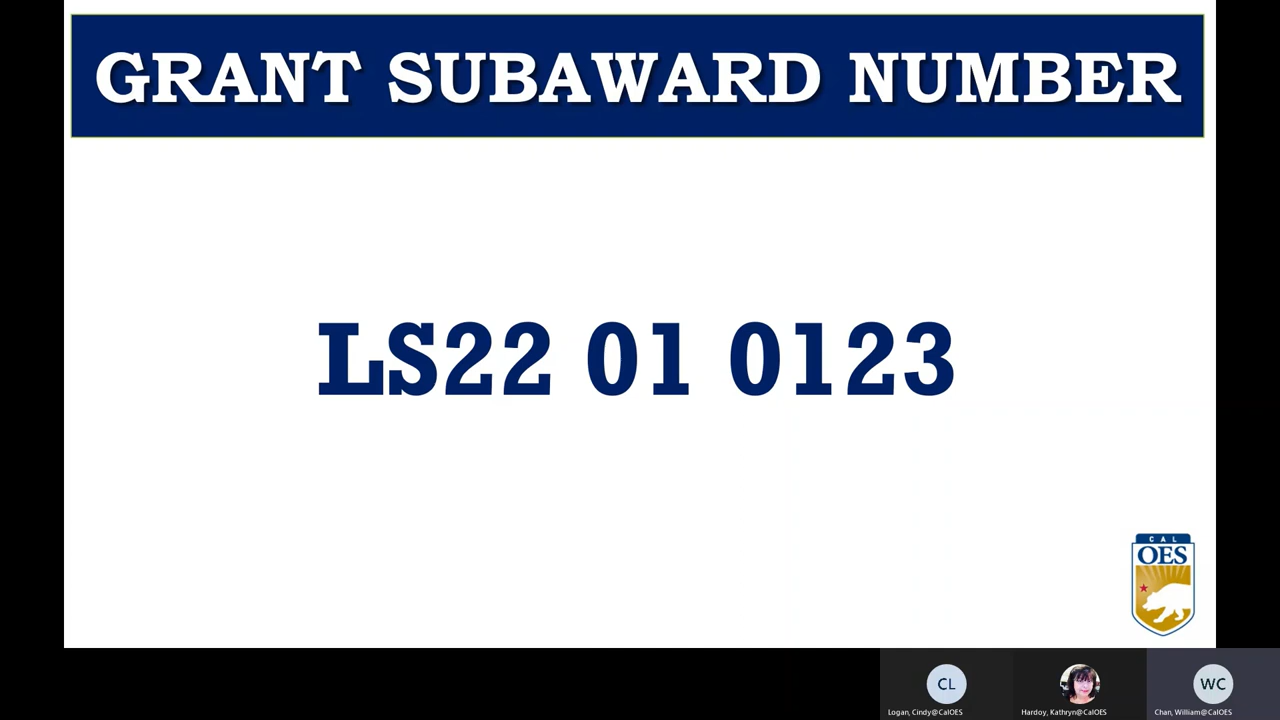 GRANT SUBAWARD NUMBER
LS22 01 0123
CAL
OES
CL
WC
Logan, Cindy@CalOES
Hardoy, Kathryn@CalOES
Chan, William@CalOES